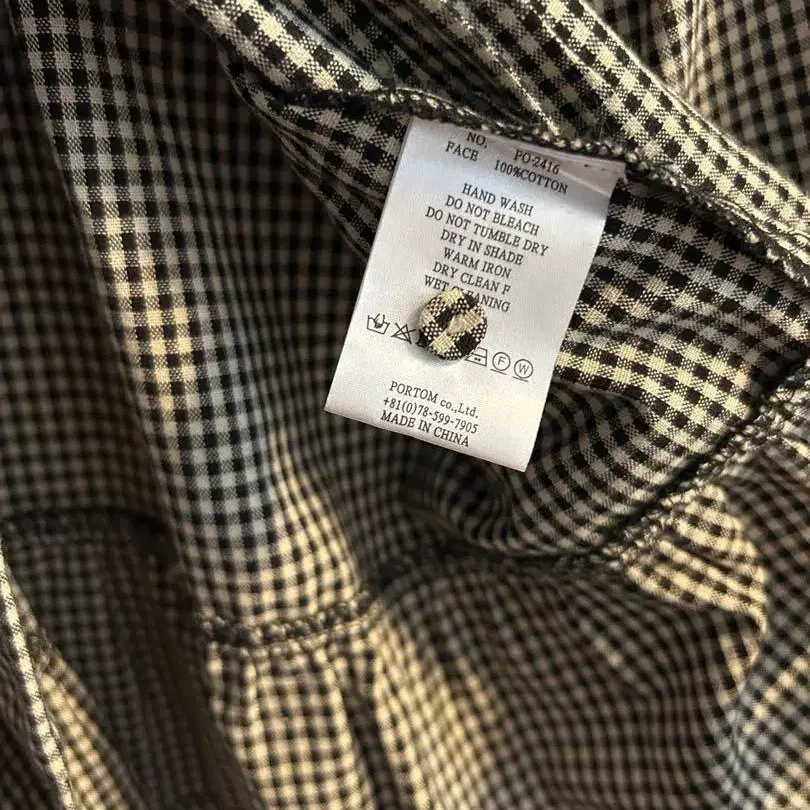 NO. PO-2416
FACE 100%COTTON
HAND WASH
DO NOT BLEACH
DO NOT TUMBLE DRY
DRY IN SHADE
WARM IRON
DRY CLEAN F
WET CLEANING
F W
PORTOM co.,Ltd.
+81(0)78-599-7905
MADE IN CHINA